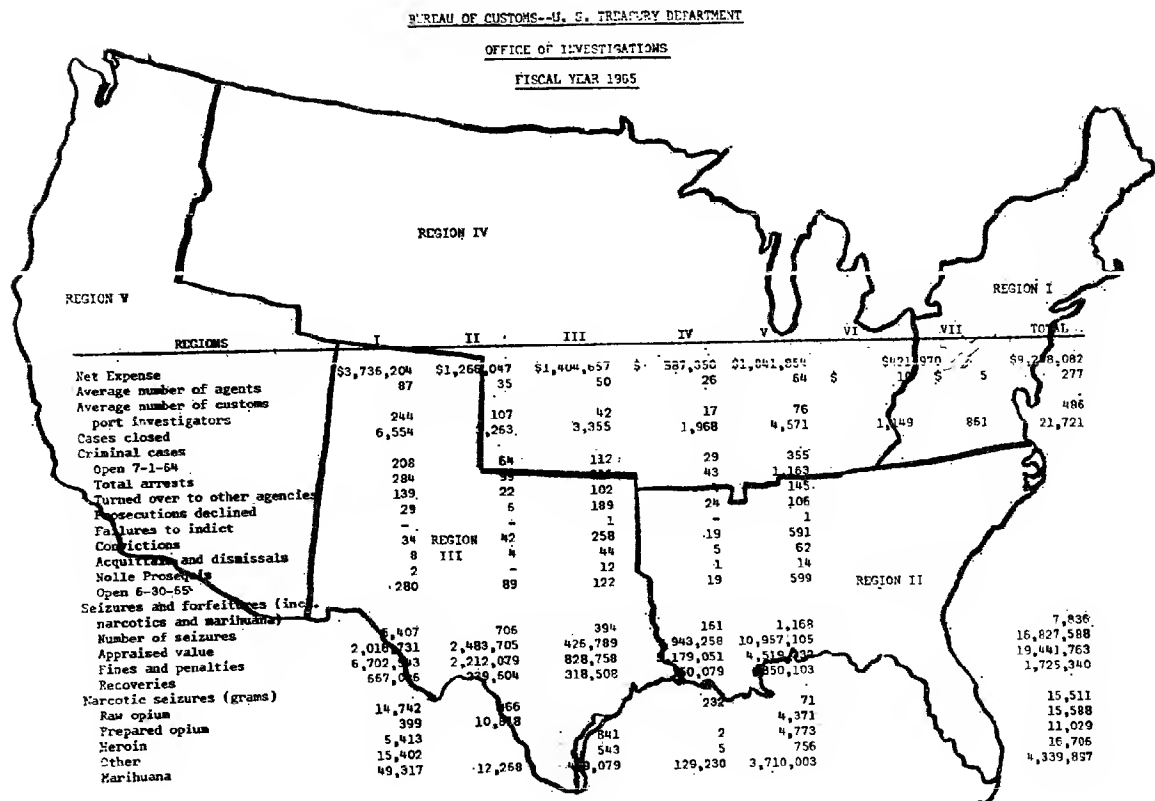 BUREAU OF CUSTOMS--U. S. TREASURY DEPARTMENT
OFFICE OF INVESTIGATIONS
FISCAL YEAR 1965
REGION IV
REGION V
REGION I
REGIONS I II III IV V VI VII TOTAL
Net Expense $3,736,204 $1,404,657 $ 587,350 $1,841,854
Average number of agents 87 35 50 26 64 $ $ 5 277
Average number of customs
port investigators 244 107 42 17 76 486
Cases closed 6,554 3,355 1,968 4,571 861 21,721
Criminal cases
Open 7-1-64 208 64 112 29 355
Total arrests 284 43 1,163
Turned over to other agencies 139 22 102 145
Prosecutions declined 29 6 189 24 106
Failures to indict - - 1 - 1
Convictions 34 42 258 19 591
REGION III
Acquittals and dismissals 8 4 44 5 62
Nolle Prosequis 2 - 12 1 14
Open 6-30-65 280 89 122 19 599
REGION II
Seizures and forfeitures (inc.
narcotics and marihuana)
Number of seizures 706 394 161 1,168 7,836
Appraised value 2,483,705 426,789 943,258 10,957,105 16,827,588
Fines and penalties 2,212,079 828,758 19,441,763
Recoveries 318,508 1,725,340
Narcotic seizures (grams)
Raw opium 14,742 232 71 15,511
Prepared opium 399 4,371 15,588
Heroin 5,413 841 2 4,773 11,029
Other 15,402 543 5 756 16,706
Marihuana 49,317 12,268 129,230 3,710,003 4,339,897